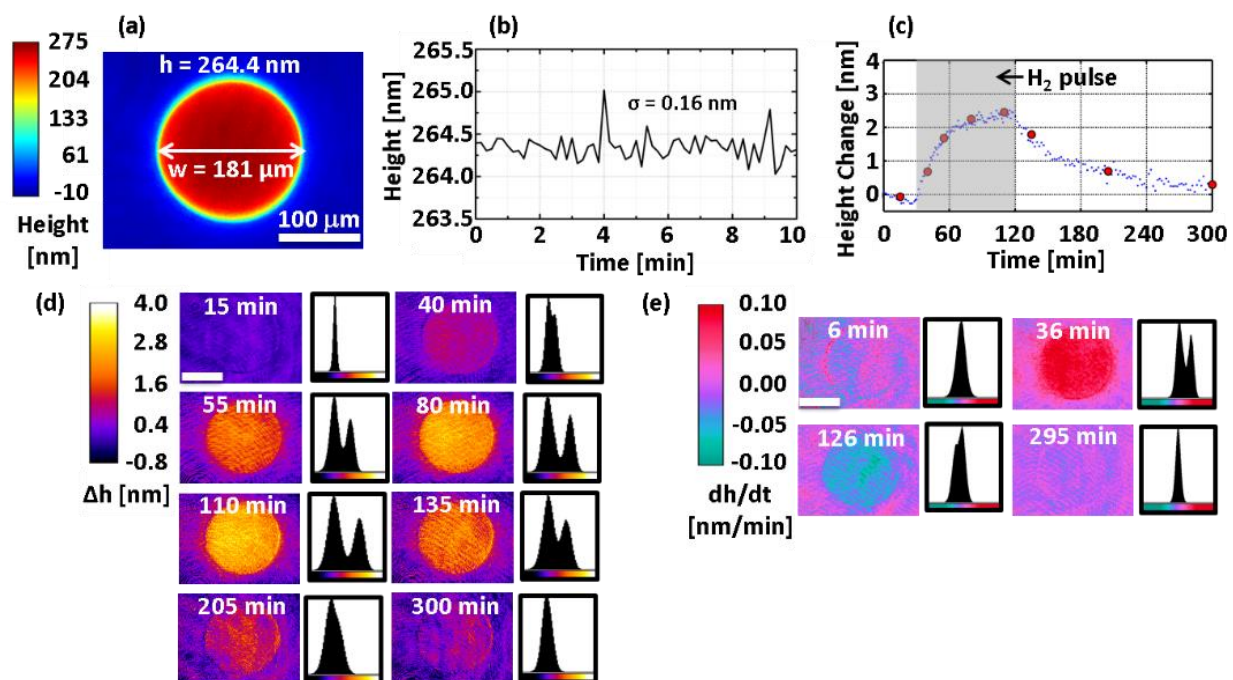 (a)
275
204
133
61
-10
Height
[nm]
h = 264.4 nm
w = 181 μm
100 μm
(b)
Height [nm]
265.5
265.0
264.5
264.0
263.5
σ = 0.16 nm
0 2 4 6 8 10
Time [min]
(c)
Height Change [nm]
4
3
2
1
0
← H2 pulse
0 60 120 180 240 300
Time [min]
(d)
4.0
2.8
1.6
0.4
-0.8
Δh [nm]
15 min
40 min
55 min
80 min
110 min
135 min
205 min
300 min
(e)
0.10
0.05
0.00
-0.05
-0.10
dh/dt
[nm/min]
6 min
36 min
126 min
295 min